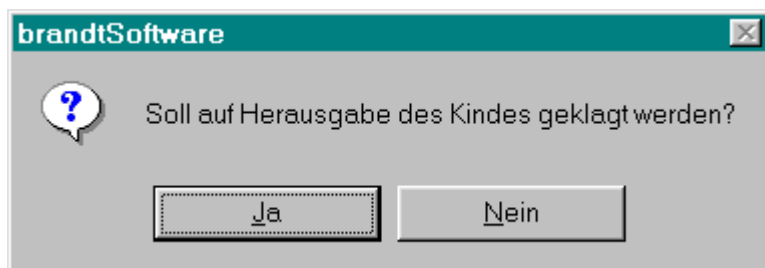 brandtSoftware
?
Soll auf Herausgabe des Kindes geklagt werden?
Ja
Nein